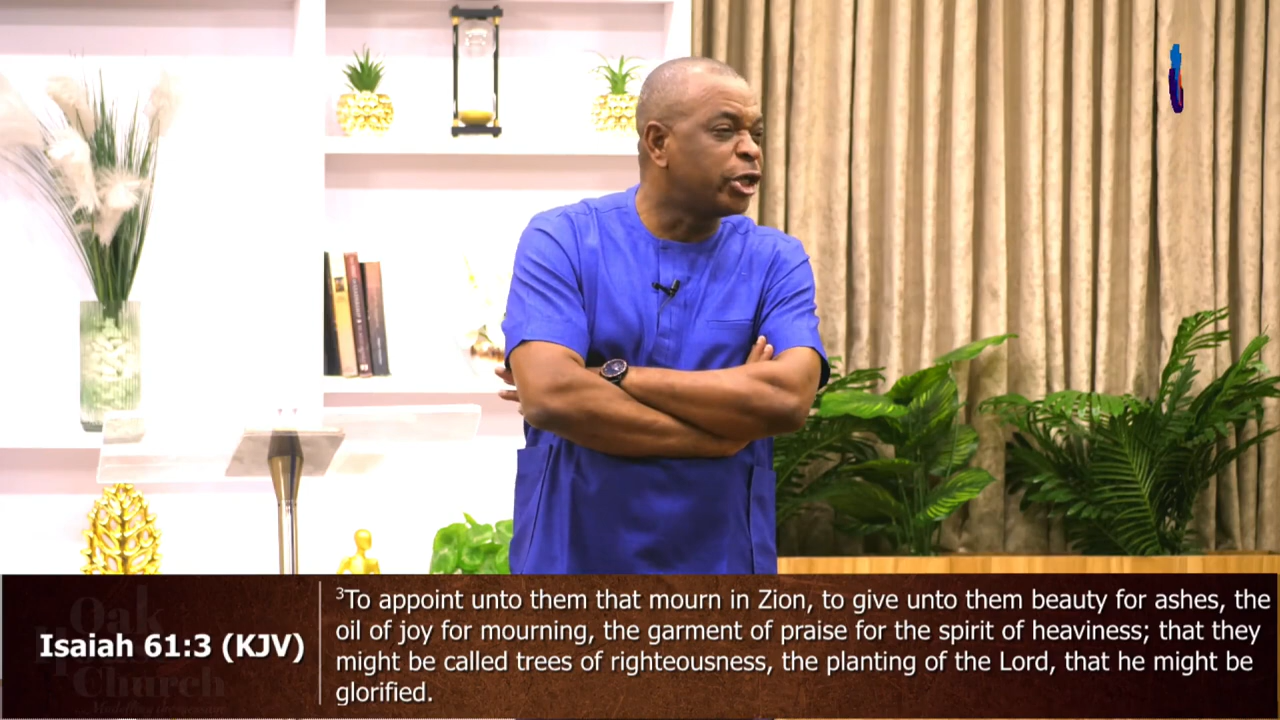 Isaiah 61:3 (KJV)
³To appoint unto them that mourn in Zion, to give unto them beauty for ashes, the
oil of joy for mourning, the garment of praise for the spirit of heaviness; that they
might be called trees of righteousness, the planting of the Lord, that he might be
glorified.
Oak
Church